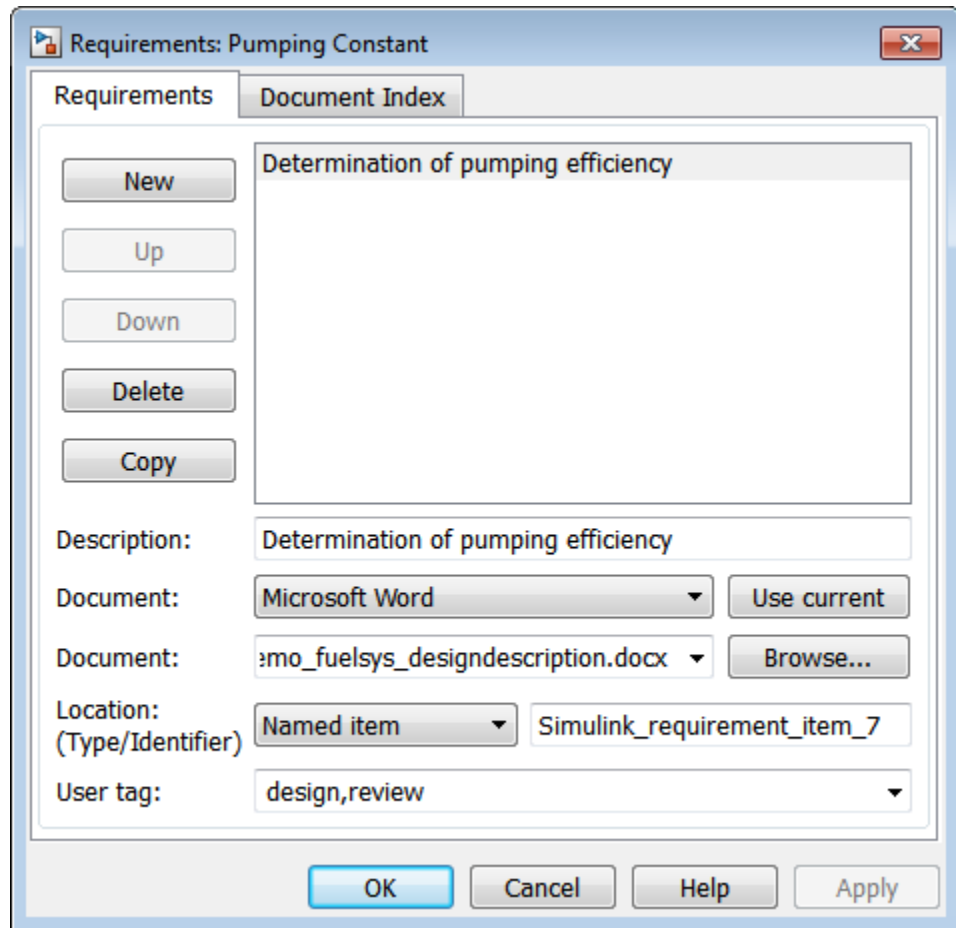 Requirements: Pumping Constant
Requirements Document Index
New
Determination of pumping efficiency
Up
Down
Delete
Copy
Description: Determination of pumping efficiency
Document: Microsoft Word Use current
Document: emo_fuelsys_designdescription.docx Browse...
Location:
(Type/Identifier) Named item Simulink_requirement_item_7
User tag: design,review
OK Cancel Help Apply